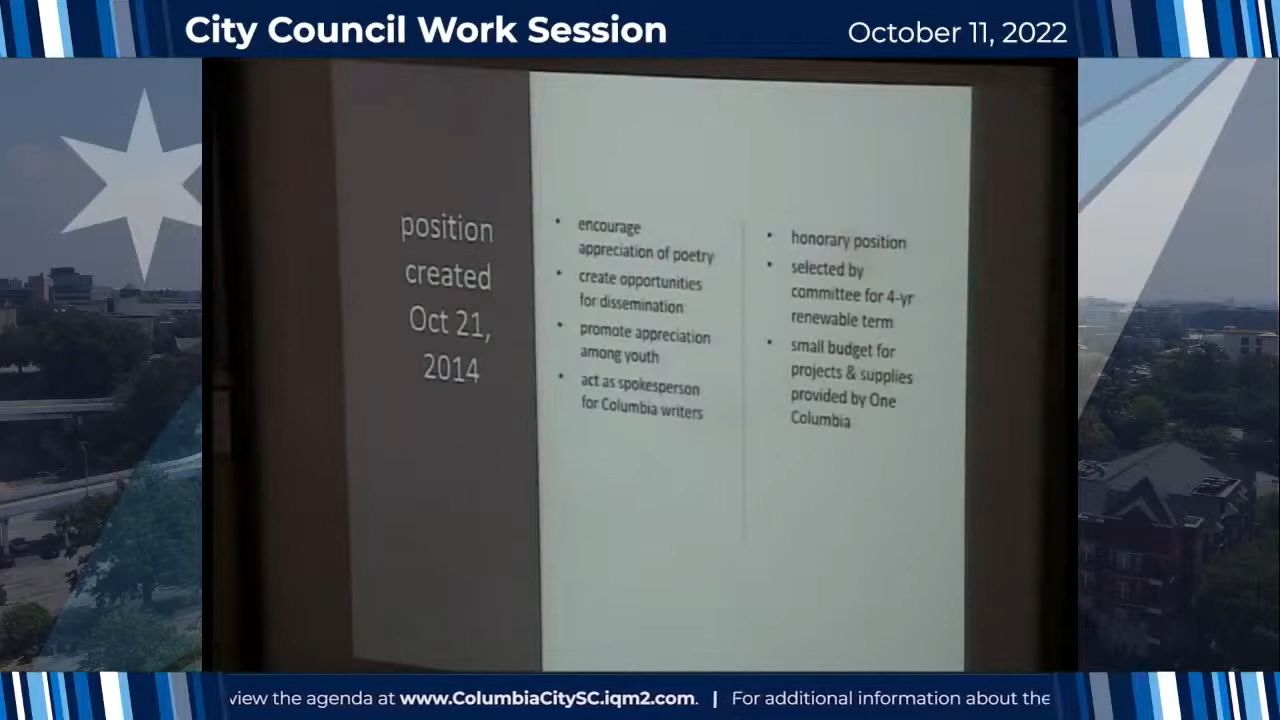 City Council Work Session
October 11, 2022
position
created
Oct 21,
2014
• encourage
appreciation of poetry
• create opportunities
for dissemination
• promote appreciation
among youth
• act as spokesperson
for Columbia writers
• honorary position
• selected by
committee for 4-yr
renewable term
• small budget for
projects & supplies
provided by One
Columbia
view the agenda at www.ColumbiaCitySC.iqm2.com. | For additional information about the